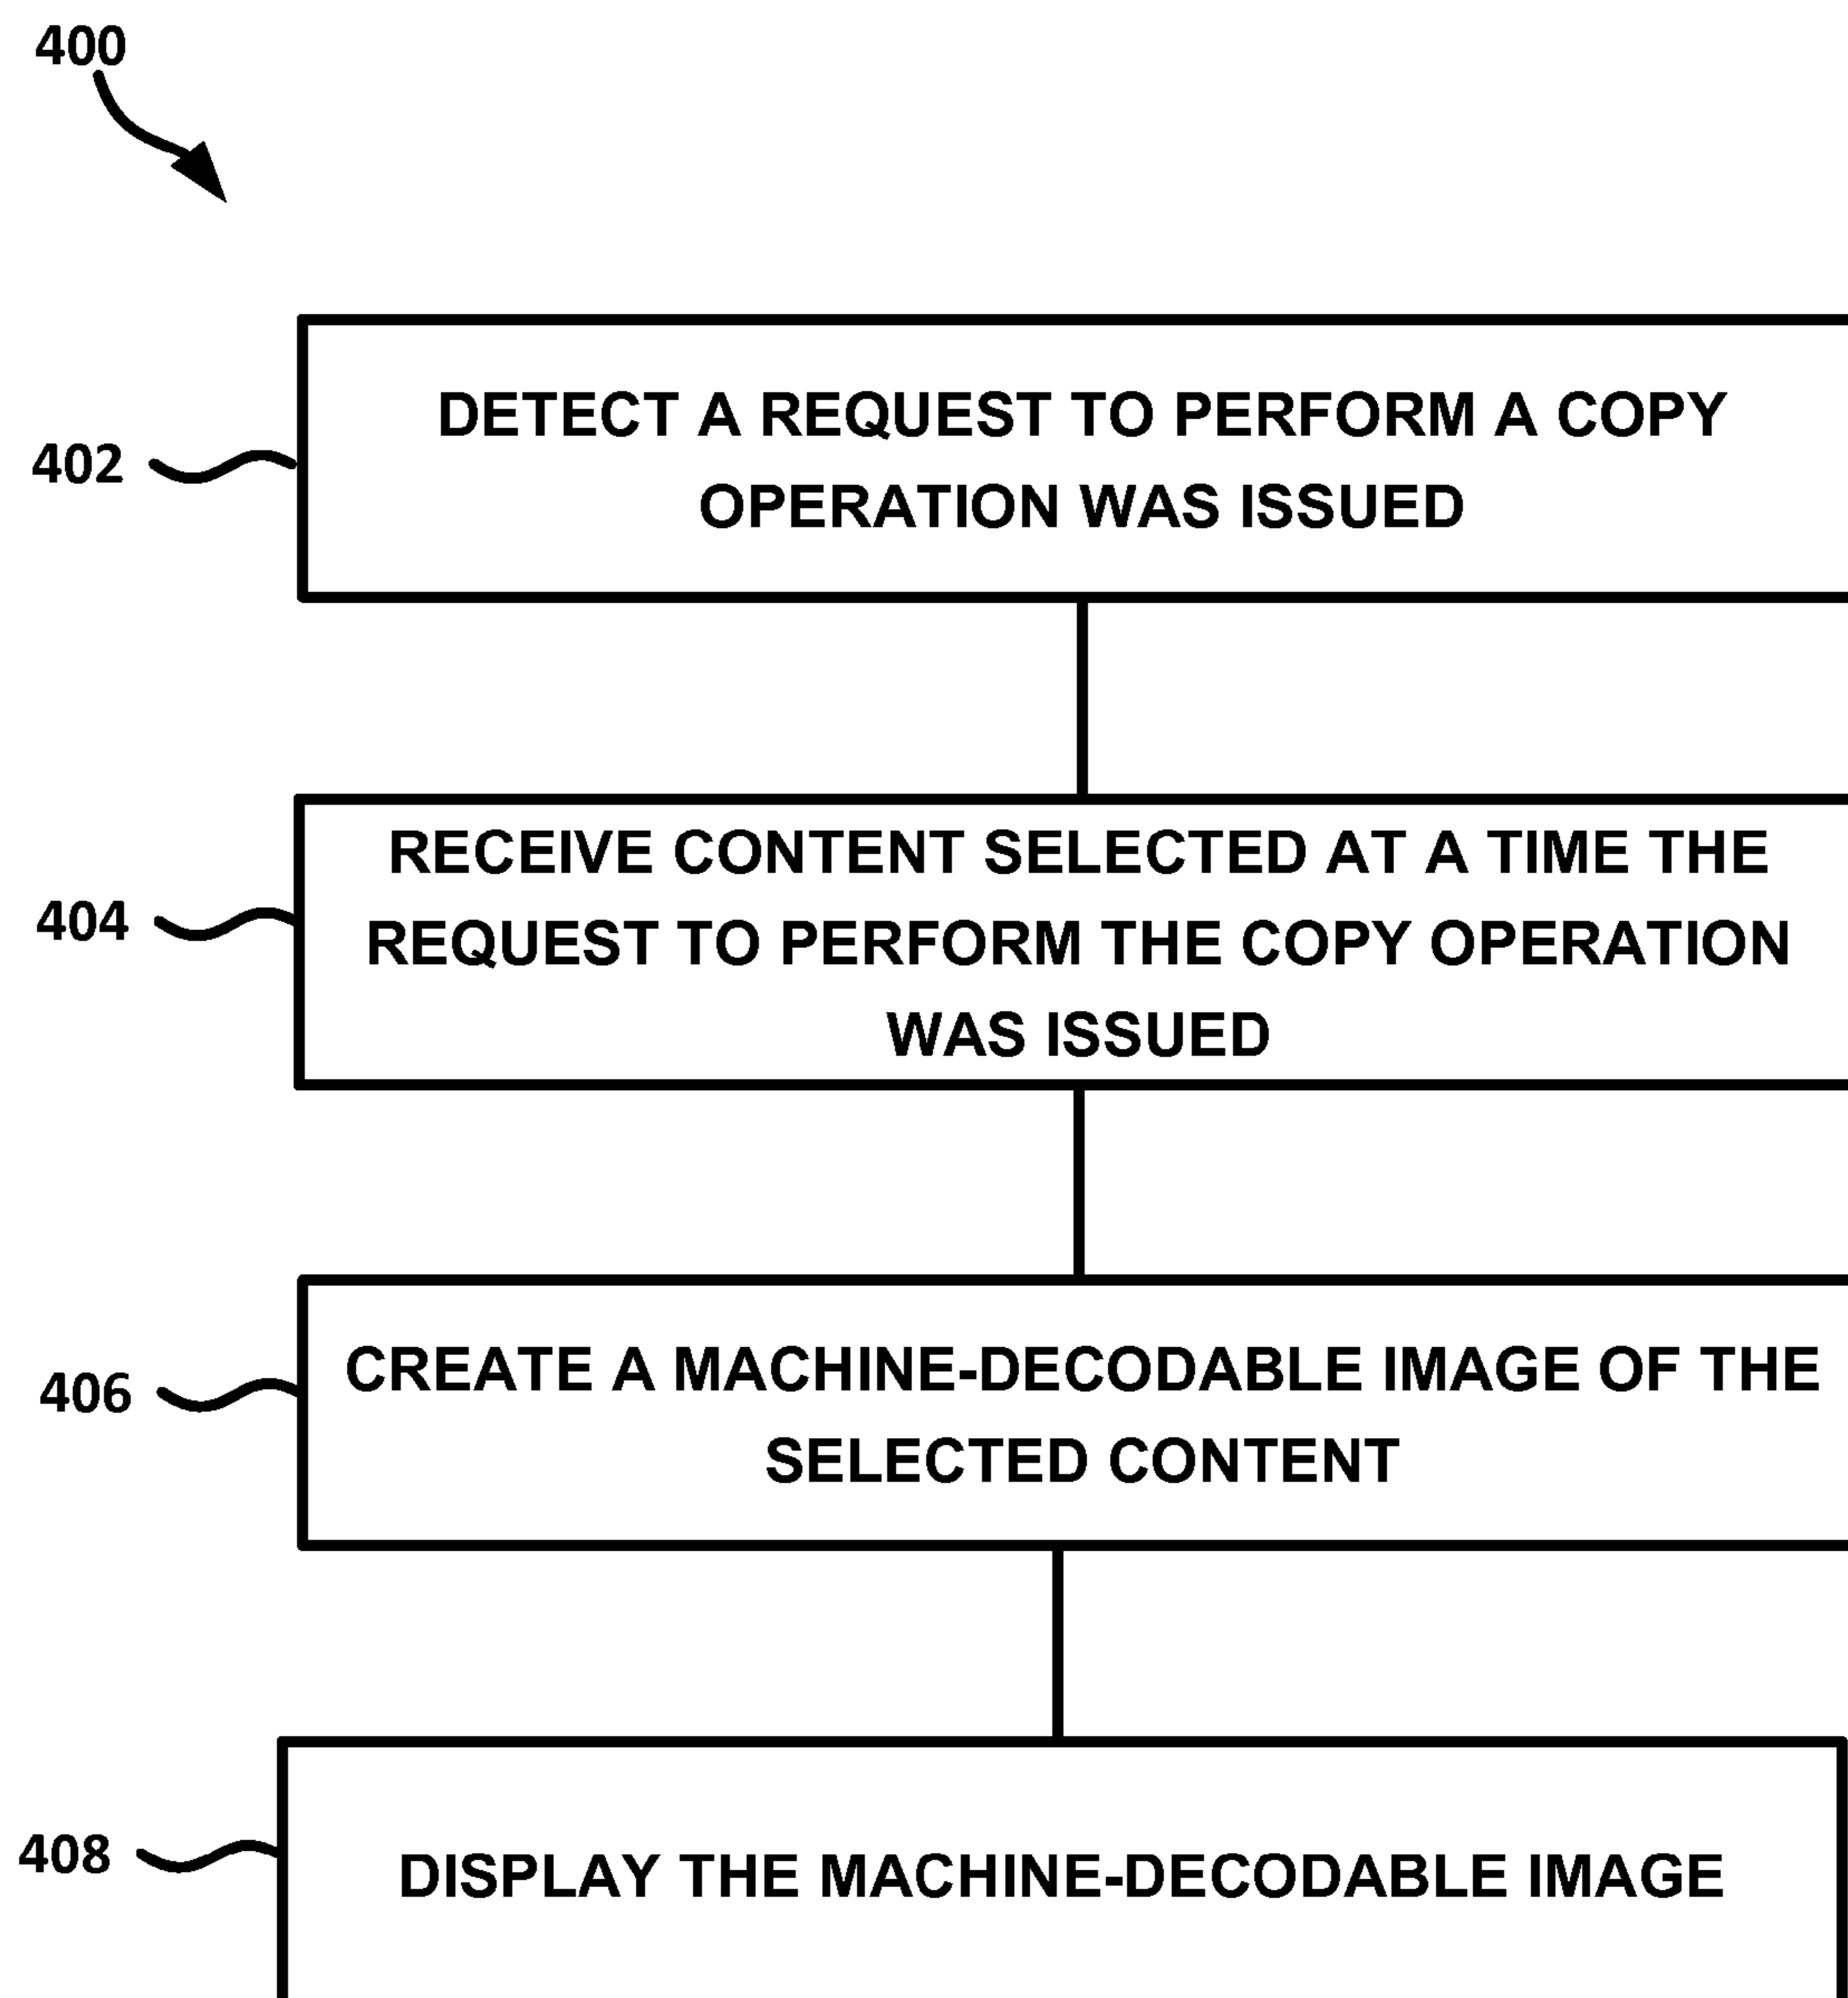 400
402
DETECT A REQUEST TO PERFORM A COPY
OPERATION WAS ISSUED
404
RECEIVE CONTENT SELECTED AT A TIME THE
REQUEST TO PERFORM THE COPY OPERATION
WAS ISSUED
406
CREATE A MACHINE-DECODABLE IMAGE OF THE
SELECTED CONTENT
408
DISPLAY THE MACHINE-DECODABLE IMAGE